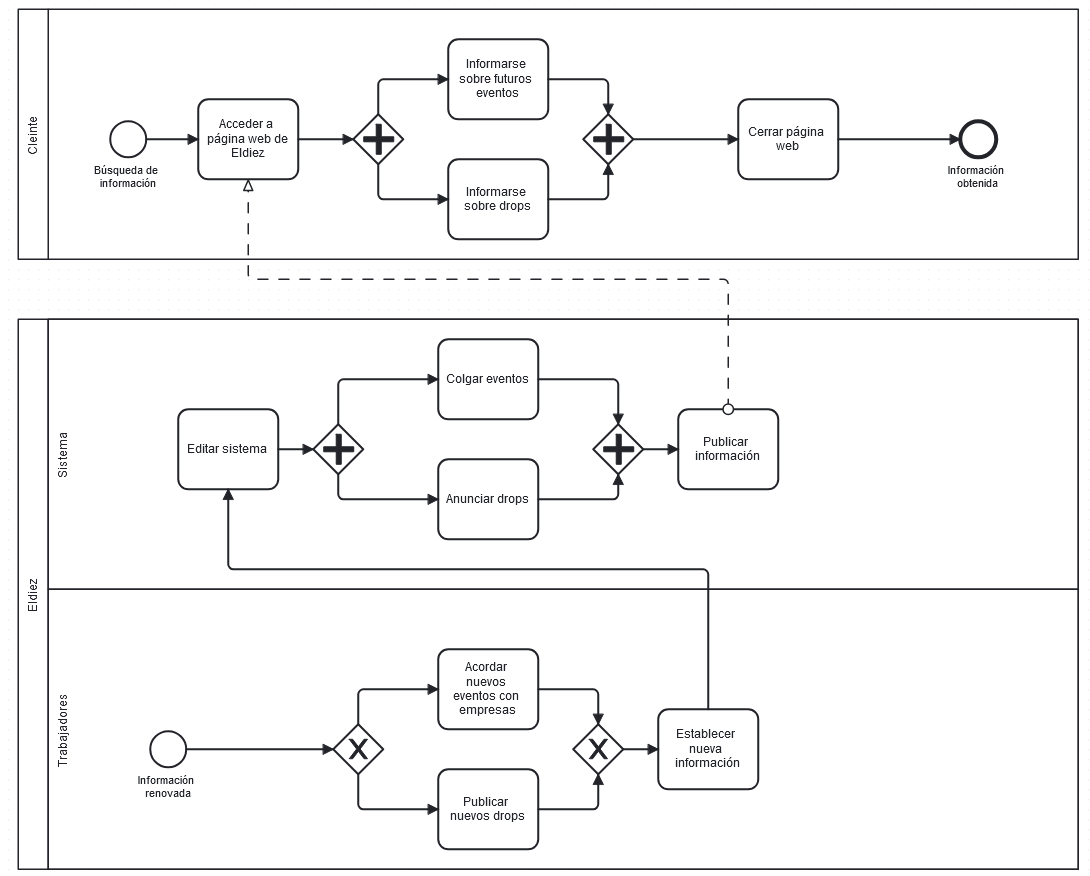 Cleinte
Búsqueda de
información
Acceder a
página web de
Eldiez
Informarse
sobre futuros
eventos
Informarse
sobre drops
Cerrar página
web
Información
obtenida
Eldiez
Sistema
Editar sistema
Colgar eventos
Anunciar drops
Publicar
información
Trabajadores
Información
renovada
Acordar
nuevos
eventos con
empresas
Publicar
nuevos drops
Establecer
nueva
información